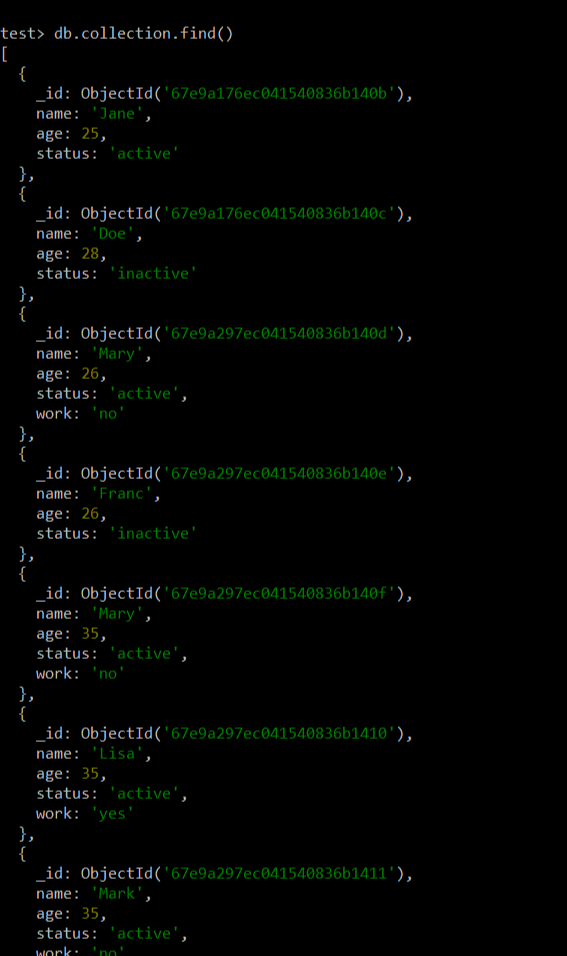 test> db.collection.find()
[
{
_id: ObjectId('67e9a176ec041540836b140b'),
name: 'Jane',
age: 25,
status: 'active'
},
{
_id: ObjectId('67e9a176ec041540836b140c'),
name: 'Doe',
age: 28,
status: 'inactive'
},
{
_id: ObjectId('67e9a297ec041540836b140d'),
name: 'Mary',
age: 26,
status: 'active',
work: 'no'
},
{
_id: ObjectId('67e9a297ec041540836b140e'),
name: 'Franc',
age: 26,
status: 'inactive'
},
{
_id: ObjectId('67e9a297ec041540836b140f'),
name: 'Mary',
age: 35,
status: 'active',
work: 'no'
},
{
_id: ObjectId('67e9a297ec041540836b1410'),
name: 'Lisa',
age: 35,
status: 'active',
work: 'yes'
},
{
_id: ObjectId('67e9a297ec041540836b1411'),
name: 'Mark',
age: 35,
status: 'active',
work: 'no'